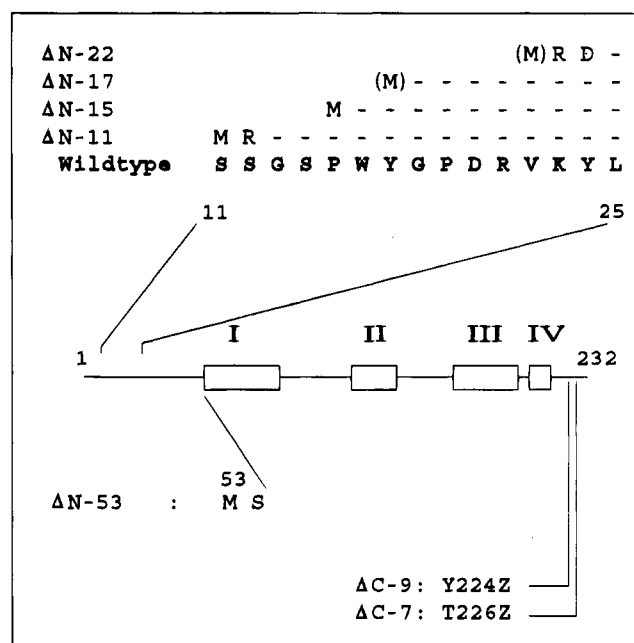 ΔN-22 (M) R D -
ΔN-17 (M) - - - - - - - -
ΔN-15 M - - - - - - - - - -
ΔN-11 M R - - - - - - - - - - - - -
Wildtype S S G S P W Y G P D R V K Y L
11 25
I II III IV
1 232
53
ΔN-53 : M S
ΔC-9: Y224Z
ΔC-7: T226Z